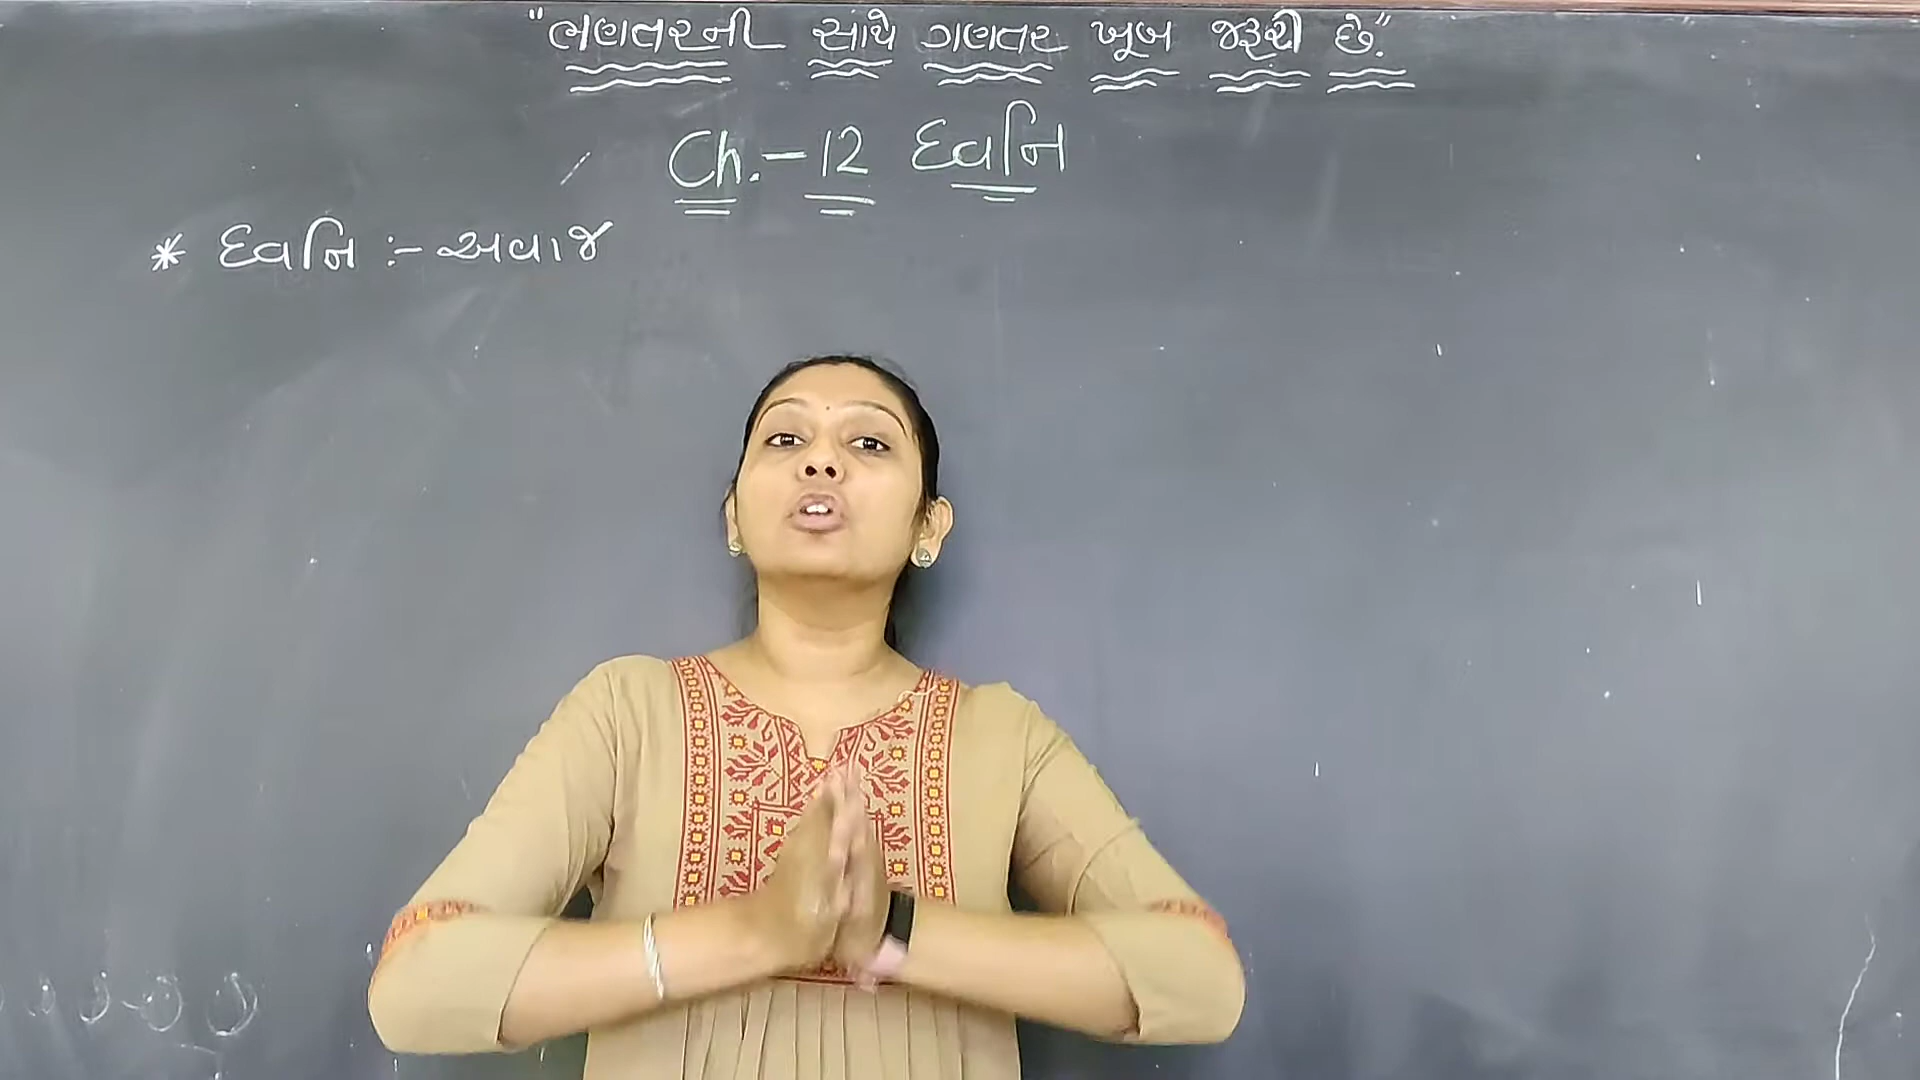 "ભણતરની સાથે ગણતર ખૂબ જરૂરી છે."
Ch.-12 ધ્વનિ
* ધ્વનિ :- અવાજ